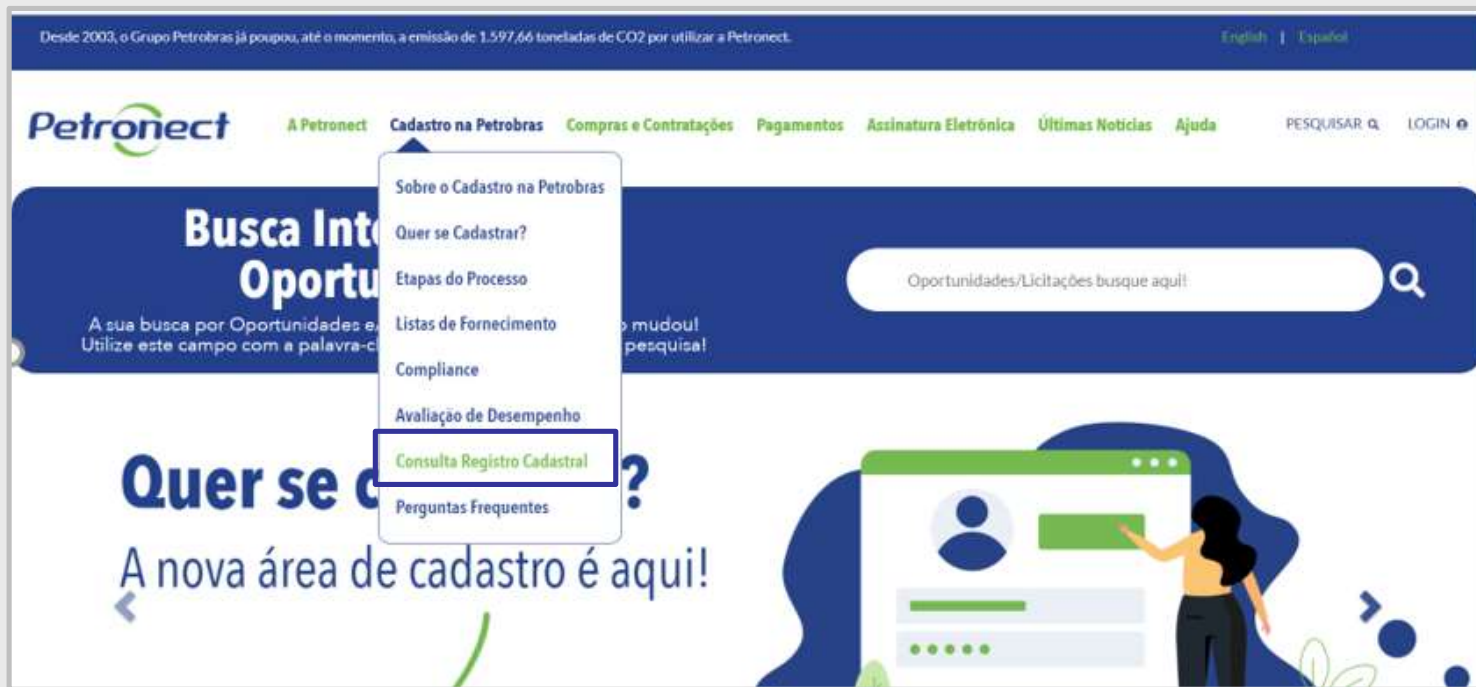 Desde 2003, o Grupo Petrobras já poupou, até o momento, a emissão de 1.597,66 toneladas de CO2 por utilizar a Petronect.
English | Español
Petronect
A Petronect Cadastro na Petrobras Compras e Contratações Pagamentos Assinatura Eletrônica Últimas Notícias Ajuda
PESQUISAR LOGIN
Sobre o Cadastro na Petrobras
Quer se Cadastrar?
Etapas do Processo
Listas de Fornecimento
Compliance
Avaliação de Desempenho
Consulta Registro Cadastral
Perguntas Frequentes
Busca
Oportu
A sua busca por Oportunidades mudou!
Utilize este campo com a pesquisa!
Oportunidades/Licitações busque aqui!
Quer se ?
A nova área de cadastro é aqui!